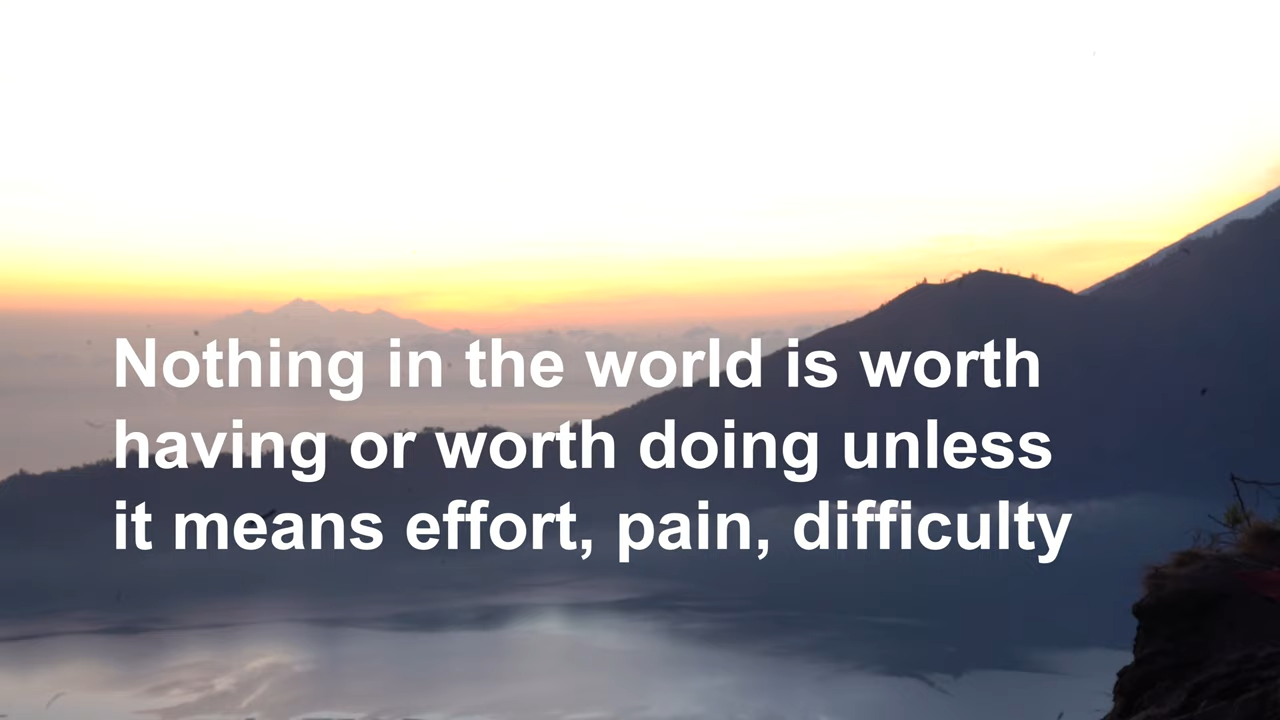 Nothing in the world is worth
having or worth doing unless
it means effort, pain, difficulty